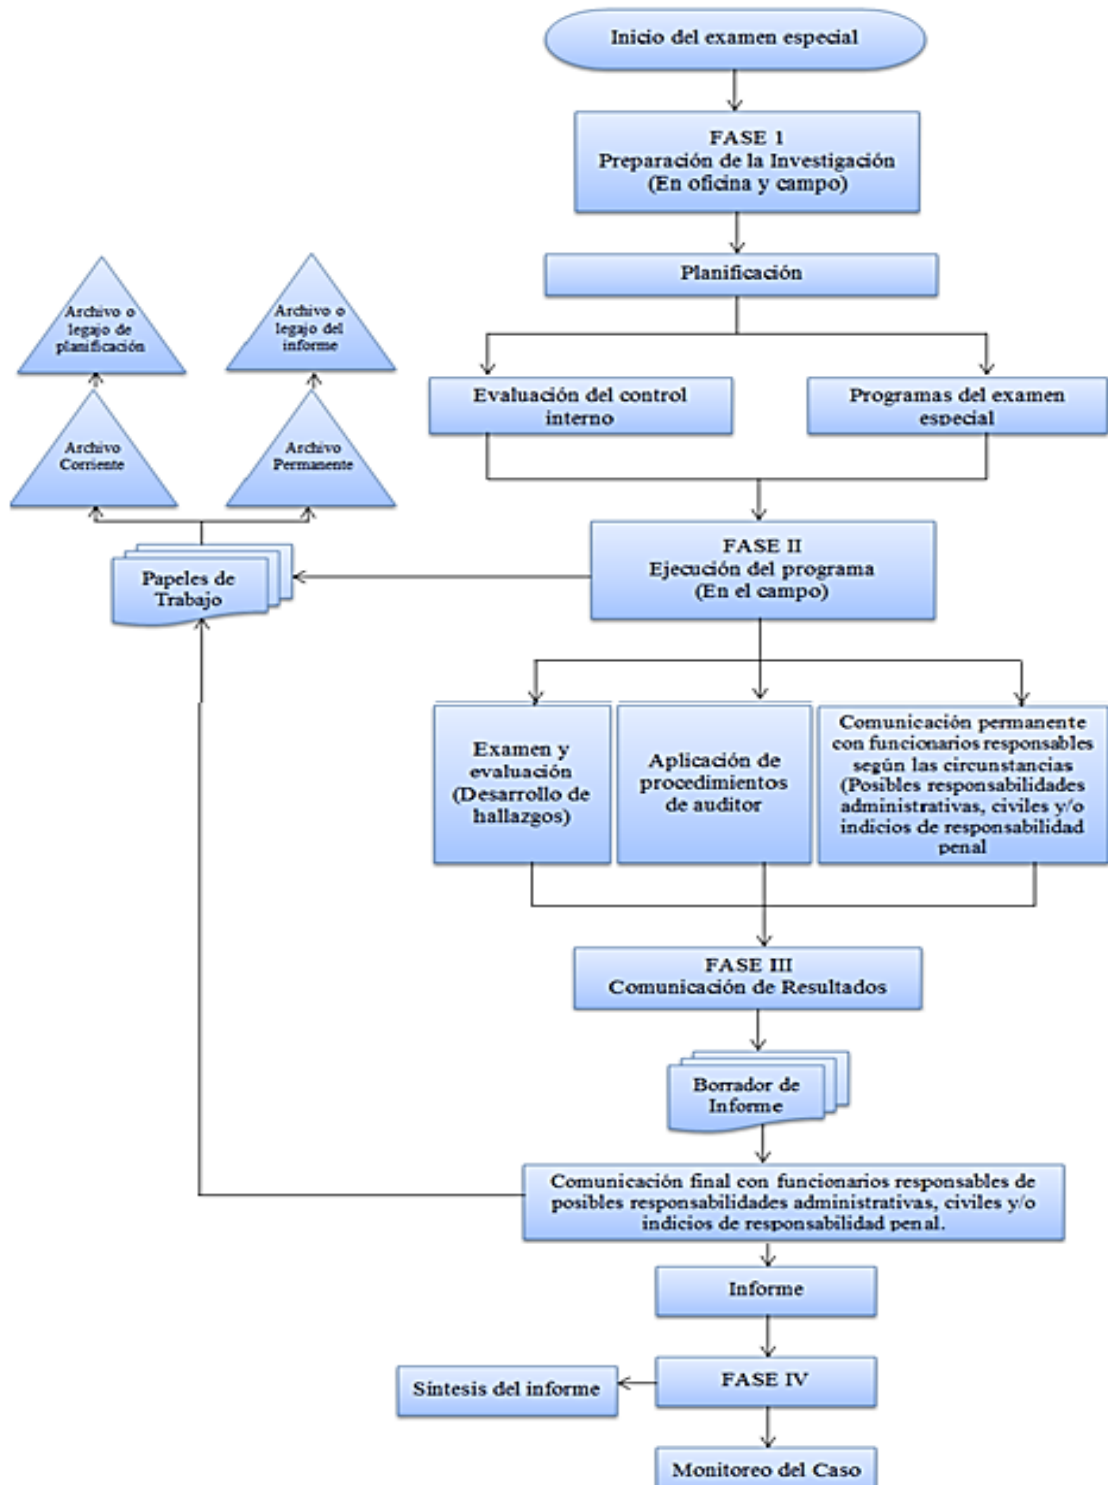 Inicio del examen especial
FASE 1
Preparación de la Investigación
(En oficina y campo)
Planificación
Archivo o
legajo de
planificación
Archivo o
legajo del
informe
Evaluación del control
interno
Programas del examen
especial
Archivo
Corriente
Archivo
Permanente
FASE II
Ejecución del programa
(En el campo)
Papeles de
Trabajo
Examen y
evaluación
(Desarrollo de
hallazgos)
Aplicación de
procedimientos
de auditor
Comunicación permanente
con funcionarios responsables
según las circunstancias
(Posibles responsabilidades
administrativas, civiles y/o
indicios de responsabilidad
penal
FASE III
Comunicación de Resultados
Borrador de
Informe
Comunicación final con funcionarios responsables de
posibles responsabilidades administrativas, civiles y/o
indicios de responsabilidad penal.
Informe
Síntesis del informe
FASE IV
Monitoreo del Caso